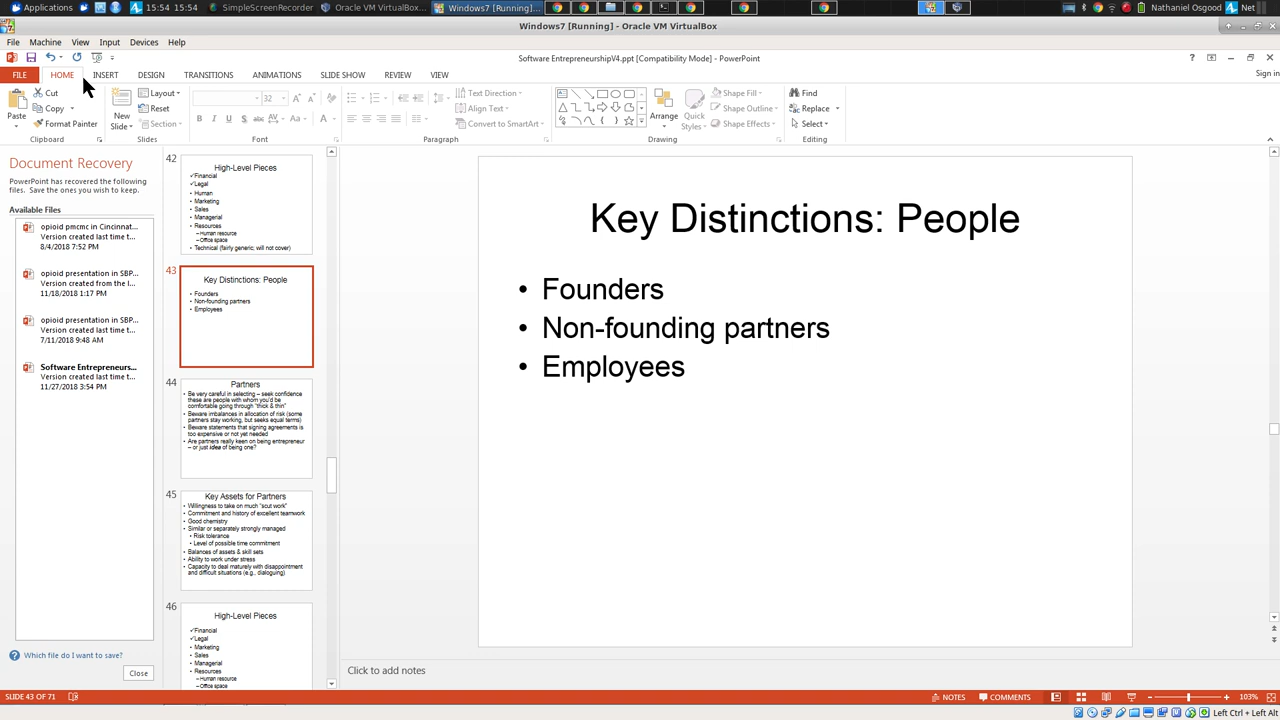 Applications
15:54
15:54
SimpleScreenRecorder
Oracle VM VirtualBox...
Windows7 [Running]...
Nathaniel Osgood
Net
Windows7 [Running] - Oracle VM VirtualBox
File Machine View Input Devices Help
Software EntrepreneurshipV4.ppt [Compatibility Mode] - PowerPoint
FILE HOME INSERT DESIGN TRANSITIONS ANIMATIONS SLIDE SHOW REVIEW VIEW
Sign in
Paste
Cut
Copy
Format Painter
Clipboard
New
Slide
Layout
Reset
Section
Slides
32
Font
Text Direction
Align Text
Convert to SmartArt
Paragraph
Arrange
Quick
Styles
Shape Fill
Shape Outline
Shape Effects
Drawing
Find
Replace
Select
Editing
Document Recovery
PowerPoint has recovered the following
files. Save the ones you wish to keep.
Available Files
opioid pmcmc in Cincinnat...
Version created last time t...
8/4/2018 7:52 PM
opioid presentation in SBP...
Version created from the l...
11/18/2018 1:17 PM
opioid presentation in SBP...
Version created last time t...
7/11/2018 9:48 AM
Software Entrepreneurs...
Version created last time t...
11/27/2018 3:54 PM
Which file do I want to save?
Close
42
High-Level Pieces
✓Financial
✓Legal
• Human
• Marketing
• Sales
• Managerial
• Resources
– Human resource
– Office space
• Technical (fairly generic; will not cover)
43
Key Distinctions: People
• Founders
• Non-founding partners
• Employees
44
Partners
• Be very careful in selecting – seek confidence
these are people with whom you'd be
comfortable going through "thick & thin"
• Beware imbalances in allocation of risk (some
partners stay working, but seeks equal terms)
• Beware statements that signing agreements is
too expensive or not yet needed
• Are partners really keen on being entrepreneur
– or just idea of being one?
45
Key Assets for Partners
• Willingness to take on much "scut work"
• Commitment and history of excellent teamwork
• Good chemistry
• Similar or separately strongly managed
• Risk tolerance
• Level of possible time commitment
• Balances of assets & skill sets
• Ability to work under stress
• Capacity to deal maturely with disappointment
and difficult situations (e.g., dialoguing)
46
High-Level Pieces
✓Financial
✓Legal
• Marketing
• Sales
• Managerial
• Resources
– Human resource
– Office space
Key Distinctions: People
• Founders
• Non-founding partners
• Employees
Click to add notes
SLIDE 43 OF 71
NOTES
COMMENTS
103%
Left Ctrl + Left Alt